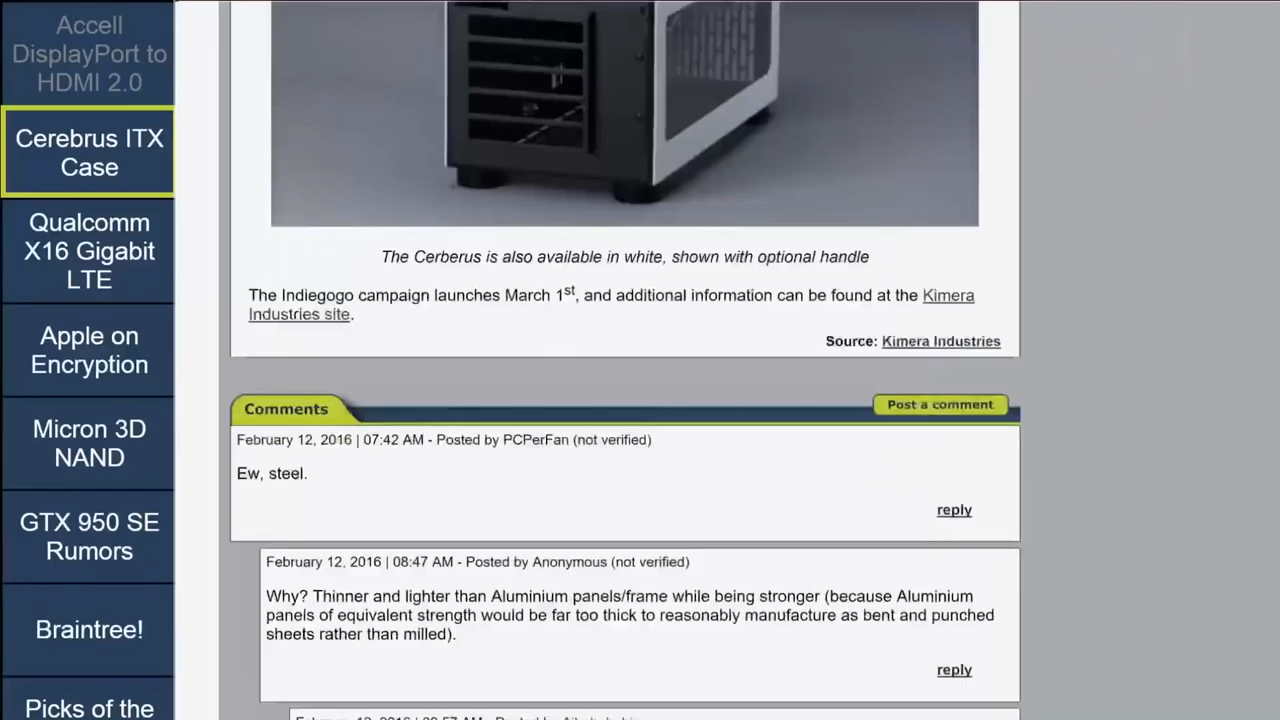 Accell
DisplayPort to
HDMI 2.0
Cerebrus ITX
Case
Qualcomm
X16 Gigabit
LTE
Apple on
Encryption
Micron 3D
NAND
GTX 950 SE
Rumors
Braintree!
Picks of the
The Cerberus is also available in white, shown with optional handle
The Indiegogo campaign launches March 1st, and additional information can be found at the Kimera
Industries site.
Source: Kimera Industries
Comments
Post a comment
February 12, 2016 | 07:42 AM - Posted by PCPerFan (not verified)
Ew, steel.
reply
February 12, 2016 | 08:47 AM - Posted by Anonymous (not verified)
Why? Thinner and lighter than Aluminium panels/frame while being stronger (because Aluminium
panels of equivalent strength would be far too thick to reasonably manufacture as bent and punched
sheets rather than milled).
reply